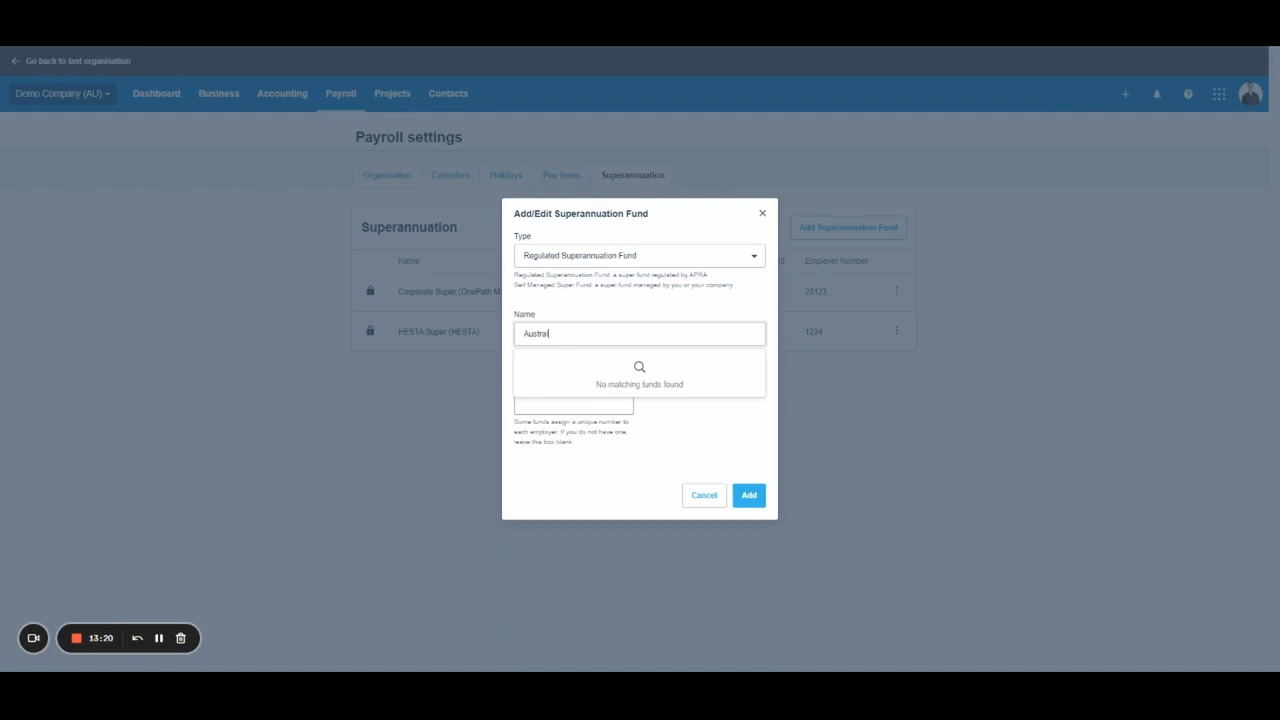 Go back to last organisation
Demo Company (AU) Dashboard Business Accounting Payroll Projects Contacts
Payroll settings
Organisation Calendars Holidays Pay Items Superannuation
Superannuation
Add Superannuation Fund
Name
Employer Number
Corporate Super (OnePath
23123
HESTA Super (HESTA)
1234
Add/Edit Superannuation Fund
Type
Regulated Superannuation Fund
Regulated Superannuation Fund: a super fund regulated by APRA
Self Managed Super Fund: a super fund managed by you or your company
Name
Austral
No matching funds found
Some funds assign a unique number to
each employer. If you do not have one,
leave this box blank.
Cancel Add
13:20